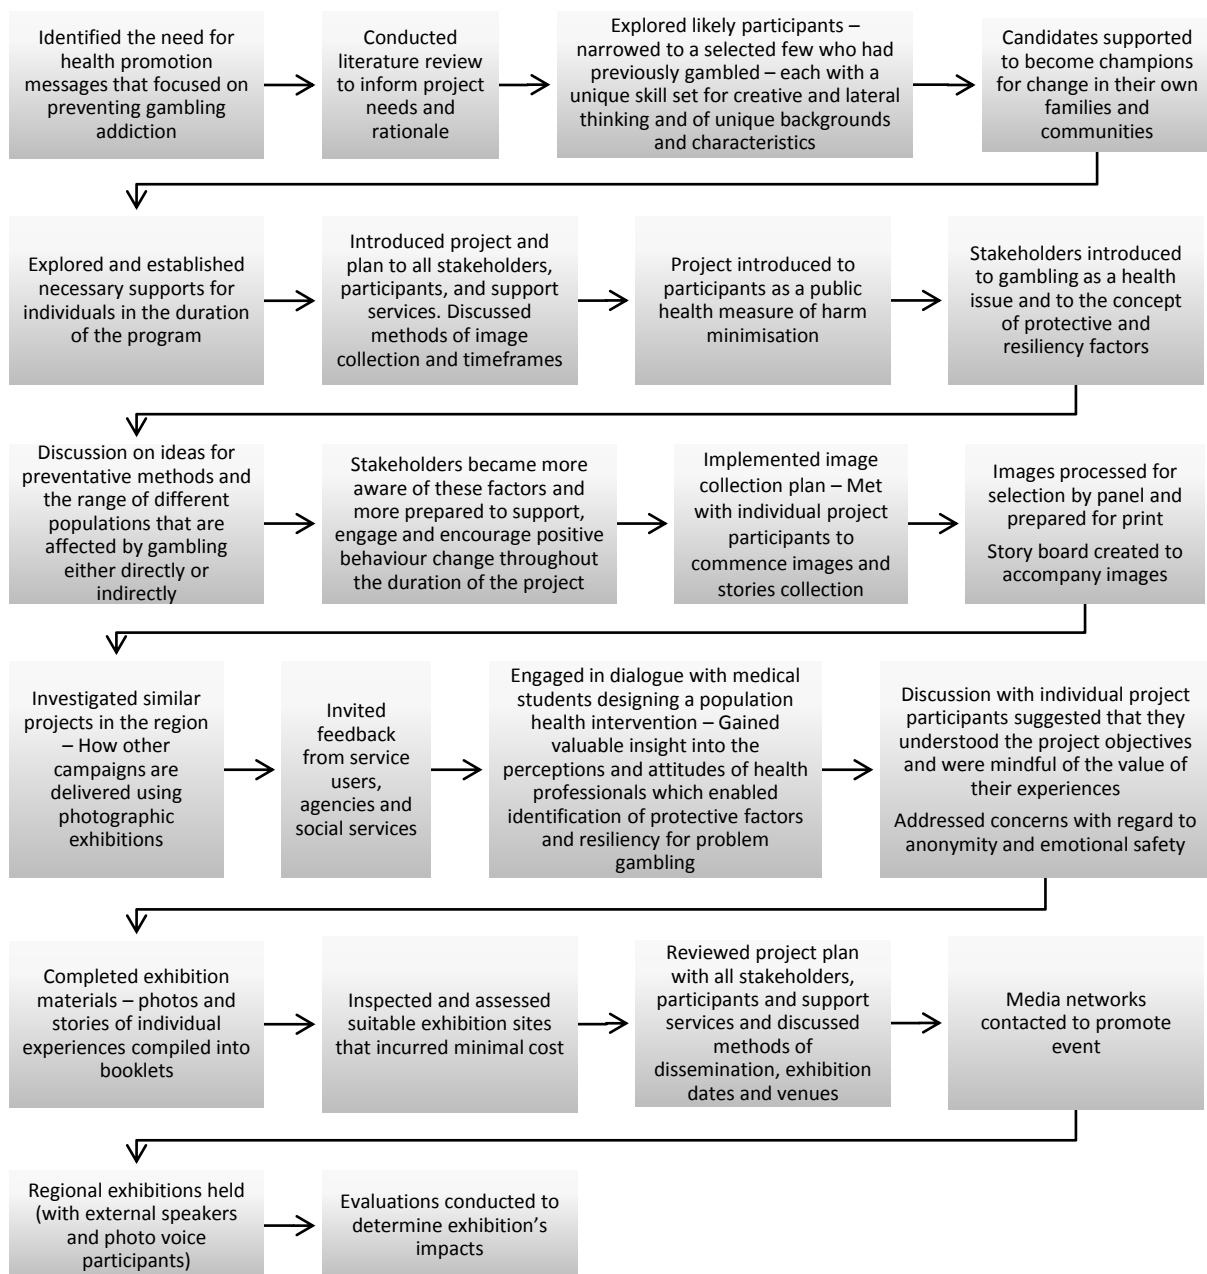 Identified the need for
health promotion
messages that focused on
preventing gambling
addiction
Conducted
literature review
to inform project
needs and
rationale
Explored likely participants –
narrowed to a selected few who had
previously gambled – each with a
unique skill set for creative and lateral
thinking and of unique backgrounds
and characteristics
Candidates supported
to become champions
for change in their own
families and
communities
Explored and established
necessary supports for
individuals in the duration
of the program
Introduced project and
plan to all stakeholders,
participants, and support
services. Discussed
methods of image
collection and timeframes
Project introduced to
participants as a public
health measure of harm
minimisation
Stakeholders introduced
to gambling as a health
issue and to the concept
of protective and
resiliency factors
Discussion on ideas for
preventative methods and
the range of different
populations that are
affected by gambling
either directly or
indirectly
Stakeholders became more
aware of these factors and
more prepared to support,
engage and encourage positive
behaviour change throughout
the duration of the project
Implemented image
collection plan – Met
with individual project
participants to
commence images and
stories collection
Images processed for
selection by panel and
prepared for print
Story board created to
accompany images
Investigated similar
projects in the region
– How other
campaigns are
delivered using
photographic
exhibitions
Invited
feedback
from service
users,
agencies and
social services
Engaged in dialogue with medical
students designing a population
health intervention – Gained
valuable insight into the
perceptions and attitudes of health
professionals which enabled
identification of protective factors
and resiliency for problem
gambling
Discussion with individual project
participants suggested that they
understood the project objectives
and were mindful of the value of
their experiences
Addressed concerns with regard to
anonymity and emotional safety
Completed exhibition
materials – photos and
stories of individual
experiences compiled into
booklets
Inspected and assessed
suitable exhibition sites
that incurred minimal cost
Reviewed project plan
with all stakeholders,
participants and support
services and discussed
methods of
dissemination, exhibition
dates and venues
Media networks
contacted to promote
event
Regional exhibitions held
(with external speakers
and photo voice
participants)
Evaluations conducted to
determine exhibition’s
impacts